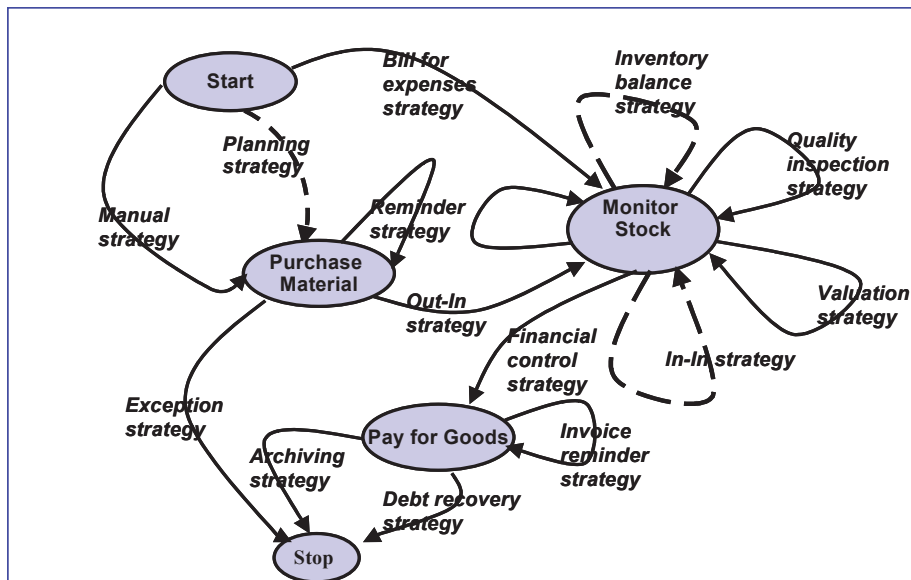 Start
Bill for
expenses
strategy
Inventory
balance
strategy
Planning
strategy
Quality
inspection
strategy
Manual
strategy
Reminder
strategy
Monitor
Stock
Purchase
Material
Out-In
strategy
Valuation
strategy
Financial
control
strategy
In-In strategy
Exception
strategy
Pay for Goods
Invoice
reminder
strategy
Archiving
strategy
Debt recovery
strategy
Stop